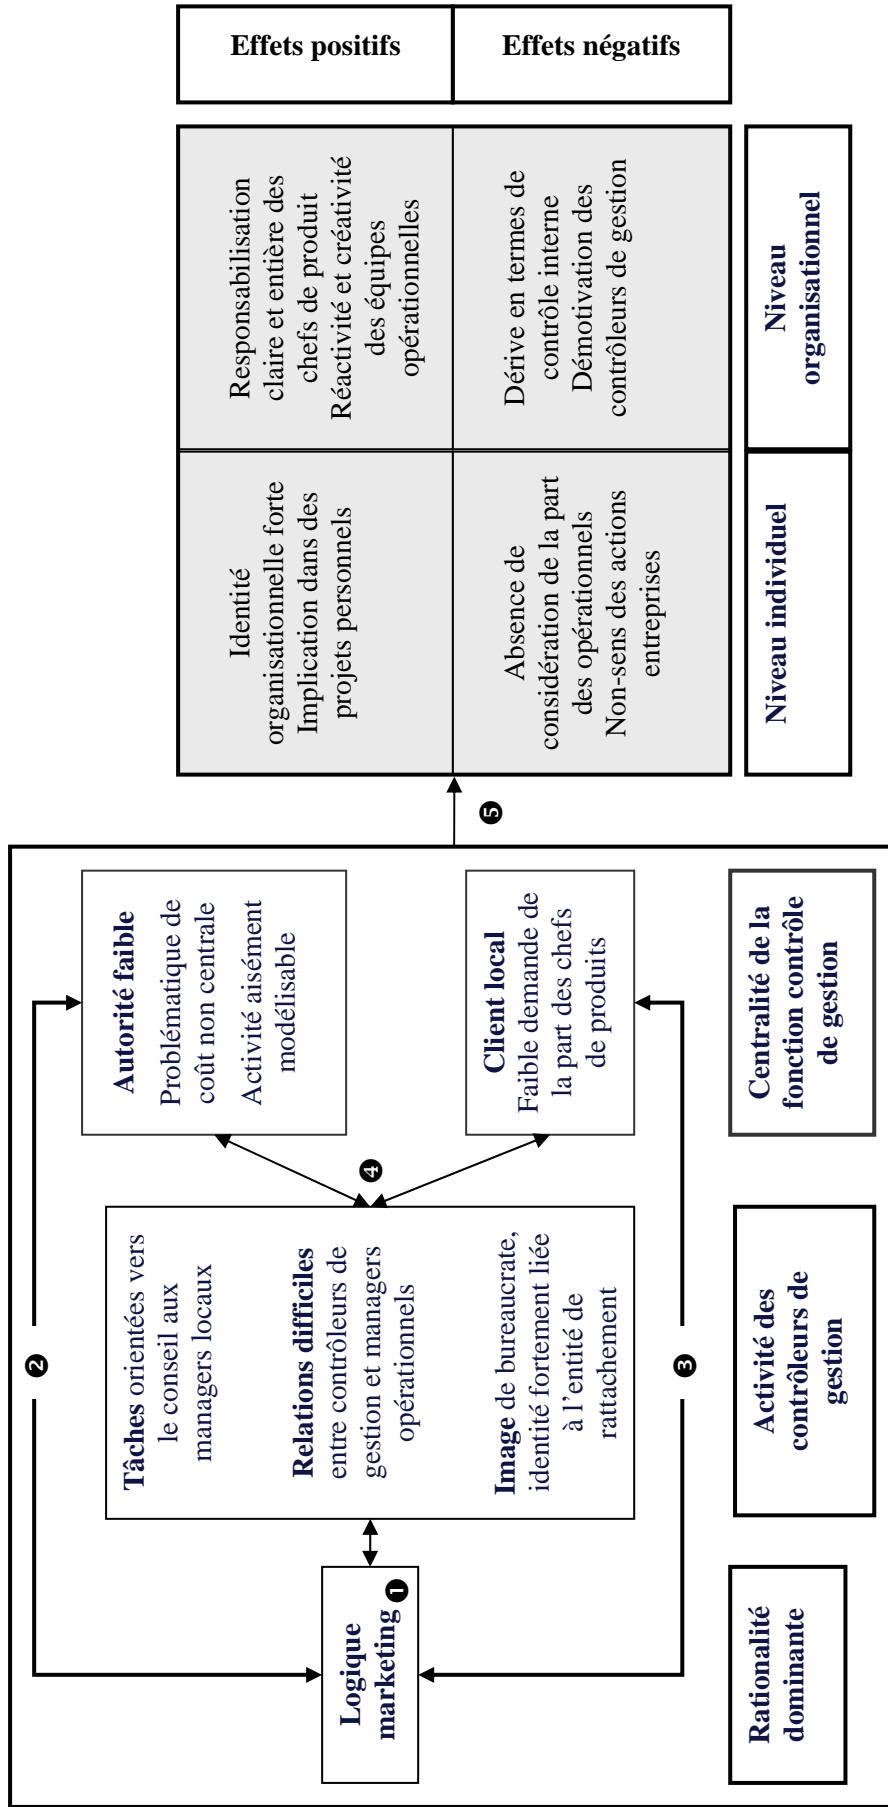 ❷
Logique
marketing ❶
Tâches orientées vers
le conseil aux
managers locaux
Relations difficiles
entre contrôleurs de
gestion et managers
opérationnels
Image de bureaucrate,
identité fortement liée
à l'entité de
rattachement
❹
Autorité faible
Problématique de
coût non centrale
Activité aisément
modélisable
Client local
Faible demande de
la part des chefs
de produits
❸
Rationalité
dominante
Activité des
contrôleurs de
gestion
Centralité de la
fonction contrôle
de gestion
❺
Identité
organisationnelle forte
Implication dans des
projets personnels
Responsabilisation
claire et entière des
chefs de produit
Réactivité et créativité
des équipes
opérationnelles
Effets positifs
Absence de
considération de la part
des opérationnels
Non-sens des actions
entreprises
Dérive en termes de
contrôle interne
Démotivation des
contrôleurs de gestion
Effets négatifs
Niveau individuel
Niveau
organisationnel